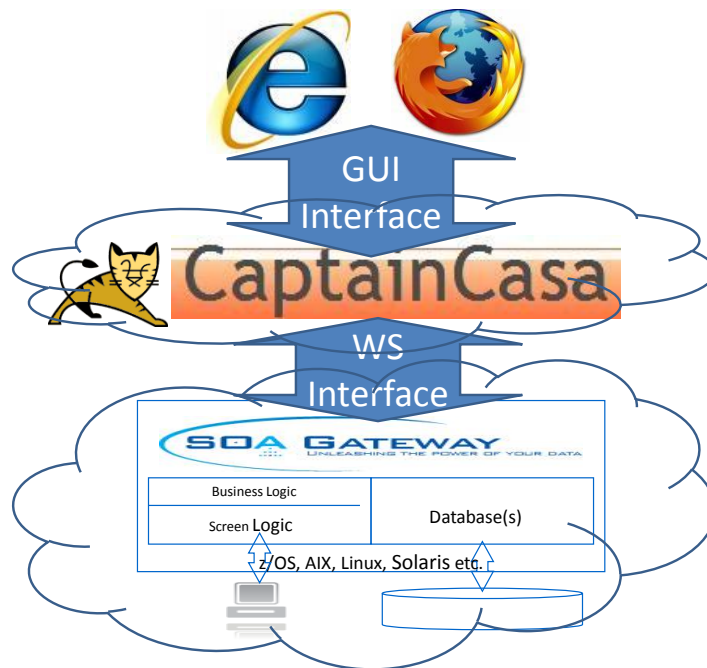 GUI
Interface
CaptainCasa
WS
Interface
SOA GATEWAY
UNLEASHING THE POWER OF YOUR DATA
Business Logic
Screen Logic
Database(s)
z/OS, AIX, Linux, Solaris etc.